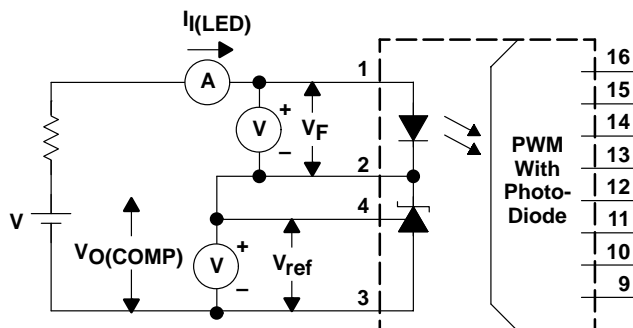 I I(LED)
A
1
16
15
14
13
12
11
10
9
+
V
–
VF
2
4
PWM
With
Photo-
Diode
V
VO(COMP)
+
V
–
Vref
3